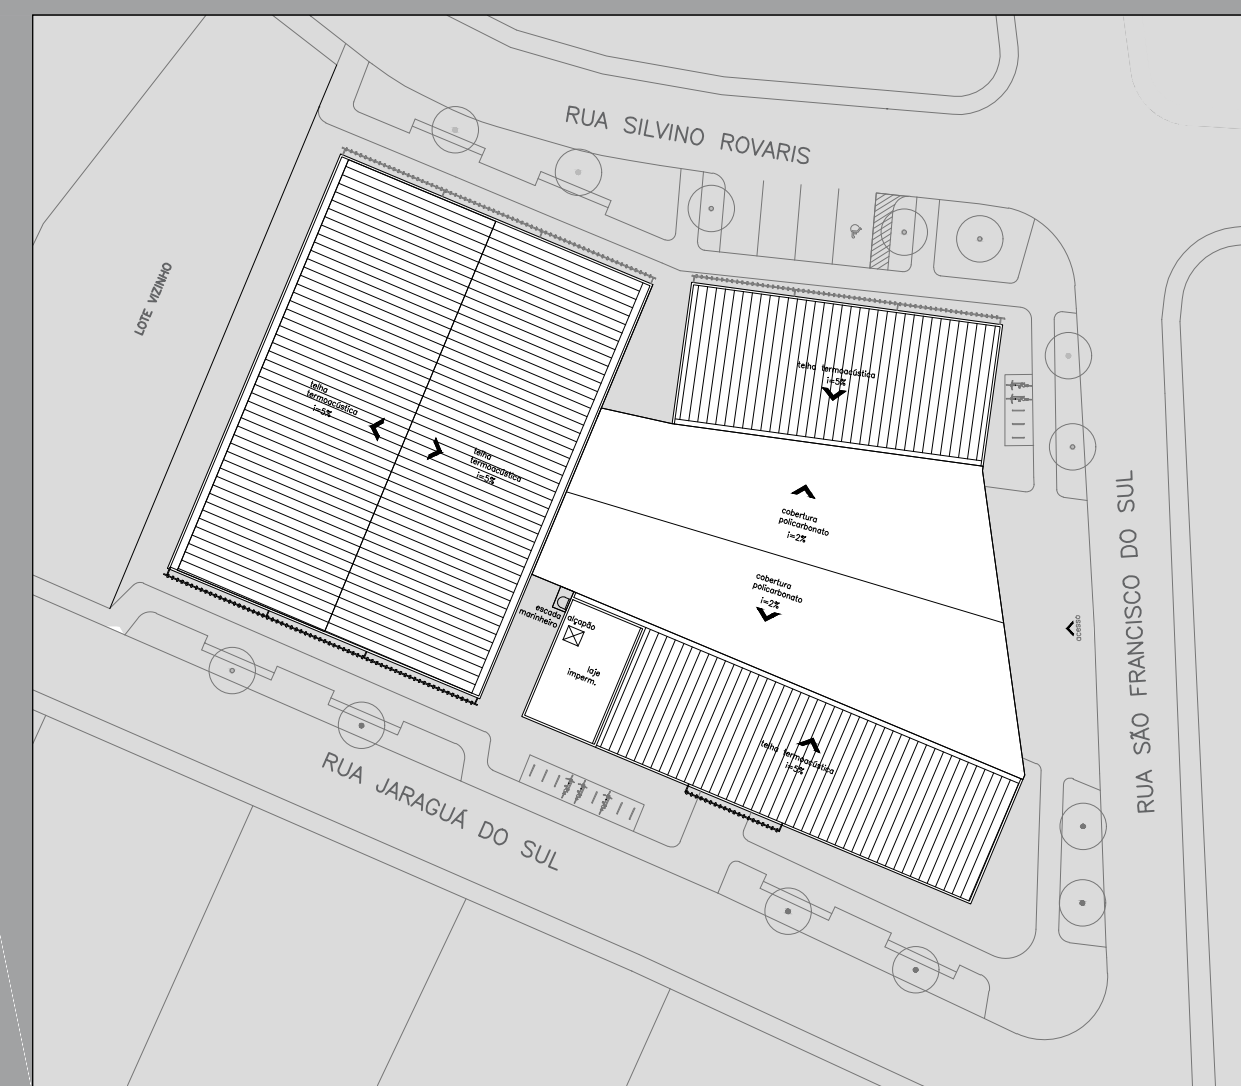 RUA SILVINO ROVARIS
LOTE VIZINHO
telha termoacústica
i=5%
telha
termoacústica
i=5%
telha
termoacústica
i=5%
RUA SÃO FRANCISCO DO SUL
cobertura
policarbonato
i=2%
cobertura
policarbonato
i=2%
escada
marinheiro
alçapão
acesso
laje
imperm.
telha termoacústica
i=5%
RUA JARAGUÁ DO SUL